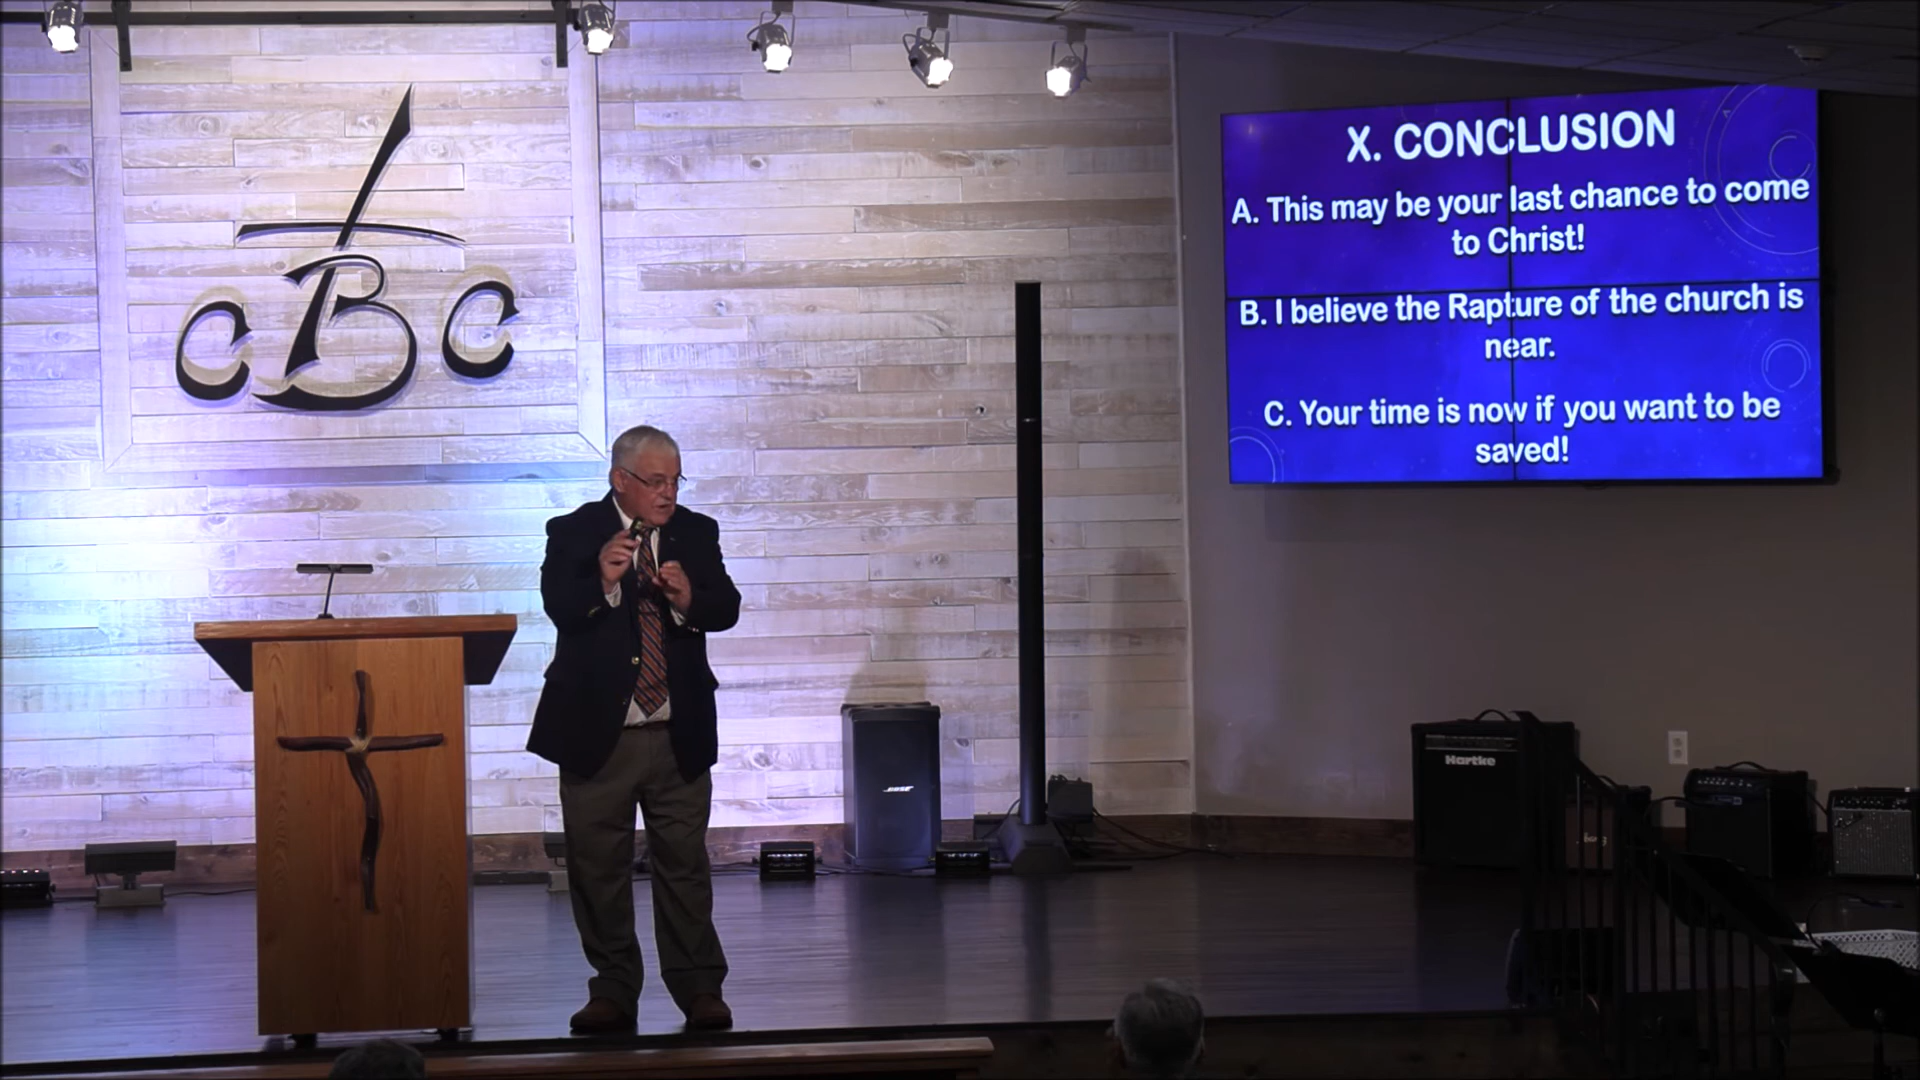 cBc
X. CONCLUSION
A. This may be your last chance to come
to Christ!
B. I believe the Rapture of the church is
near.
C. Your time is now if you want to be
saved!
BOSE
Hartke